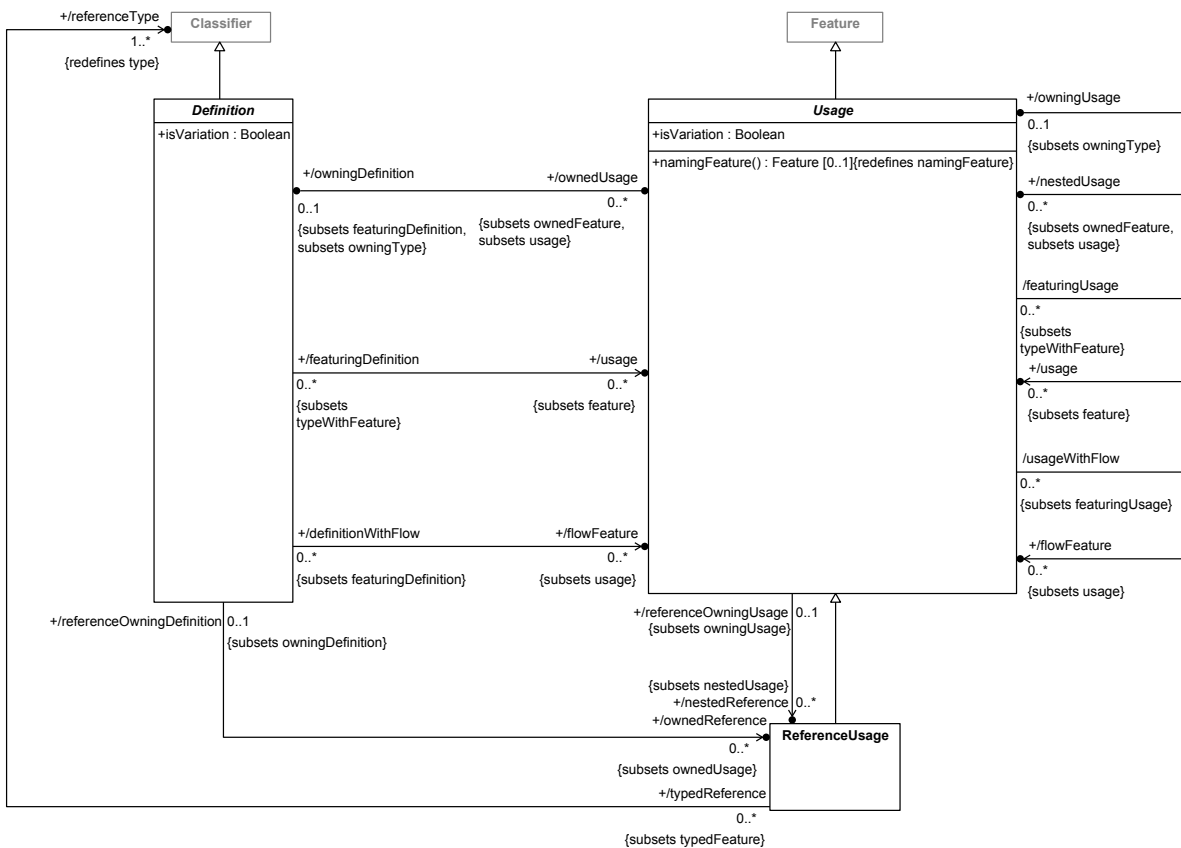 +/referenceType
Classifier
Feature
1..*
{redefines type}
Definition
Usage
+/owningUsage
+isVariation : Boolean
+isVariation : Boolean
0..1
{subsets owningType}
+namingFeature() : Feature [0..1]{redefines namingFeature}
+/owningDefinition
+/ownedUsage
+/nestedUsage
0..1
0..*
0..*
{subsets featuringDefinition,
subsets owningType}
{subsets ownedFeature,
subsets usage}
{subsets ownedFeature,
subsets usage}
/featuringUsage
0..*
{subsets
typeWithFeature}
+/featuringDefinition
+/usage
+/usage
0..*
0..*
0..*
{subsets
typeWithFeature}
{subsets feature}
{subsets feature}
/usageWithFlow
0..*
{subsets featuringUsage}
+/definitionWithFlow
+/flowFeature
+/flowFeature
0..*
0..*
0..*
{subsets featuringDefinition}
{subsets usage}
{subsets usage}
+/referenceOwningDefinition
0..1
{subsets owningDefinition}
+/referenceOwningUsage
0..1
{subsets owningUsage}
{subsets nestedUsage}
+/nestedReference
0..*
+/ownedReference
ReferenceUsage
0..*
{subsets ownedUsage}
+/typedReference
0..*
{subsets typedFeature}